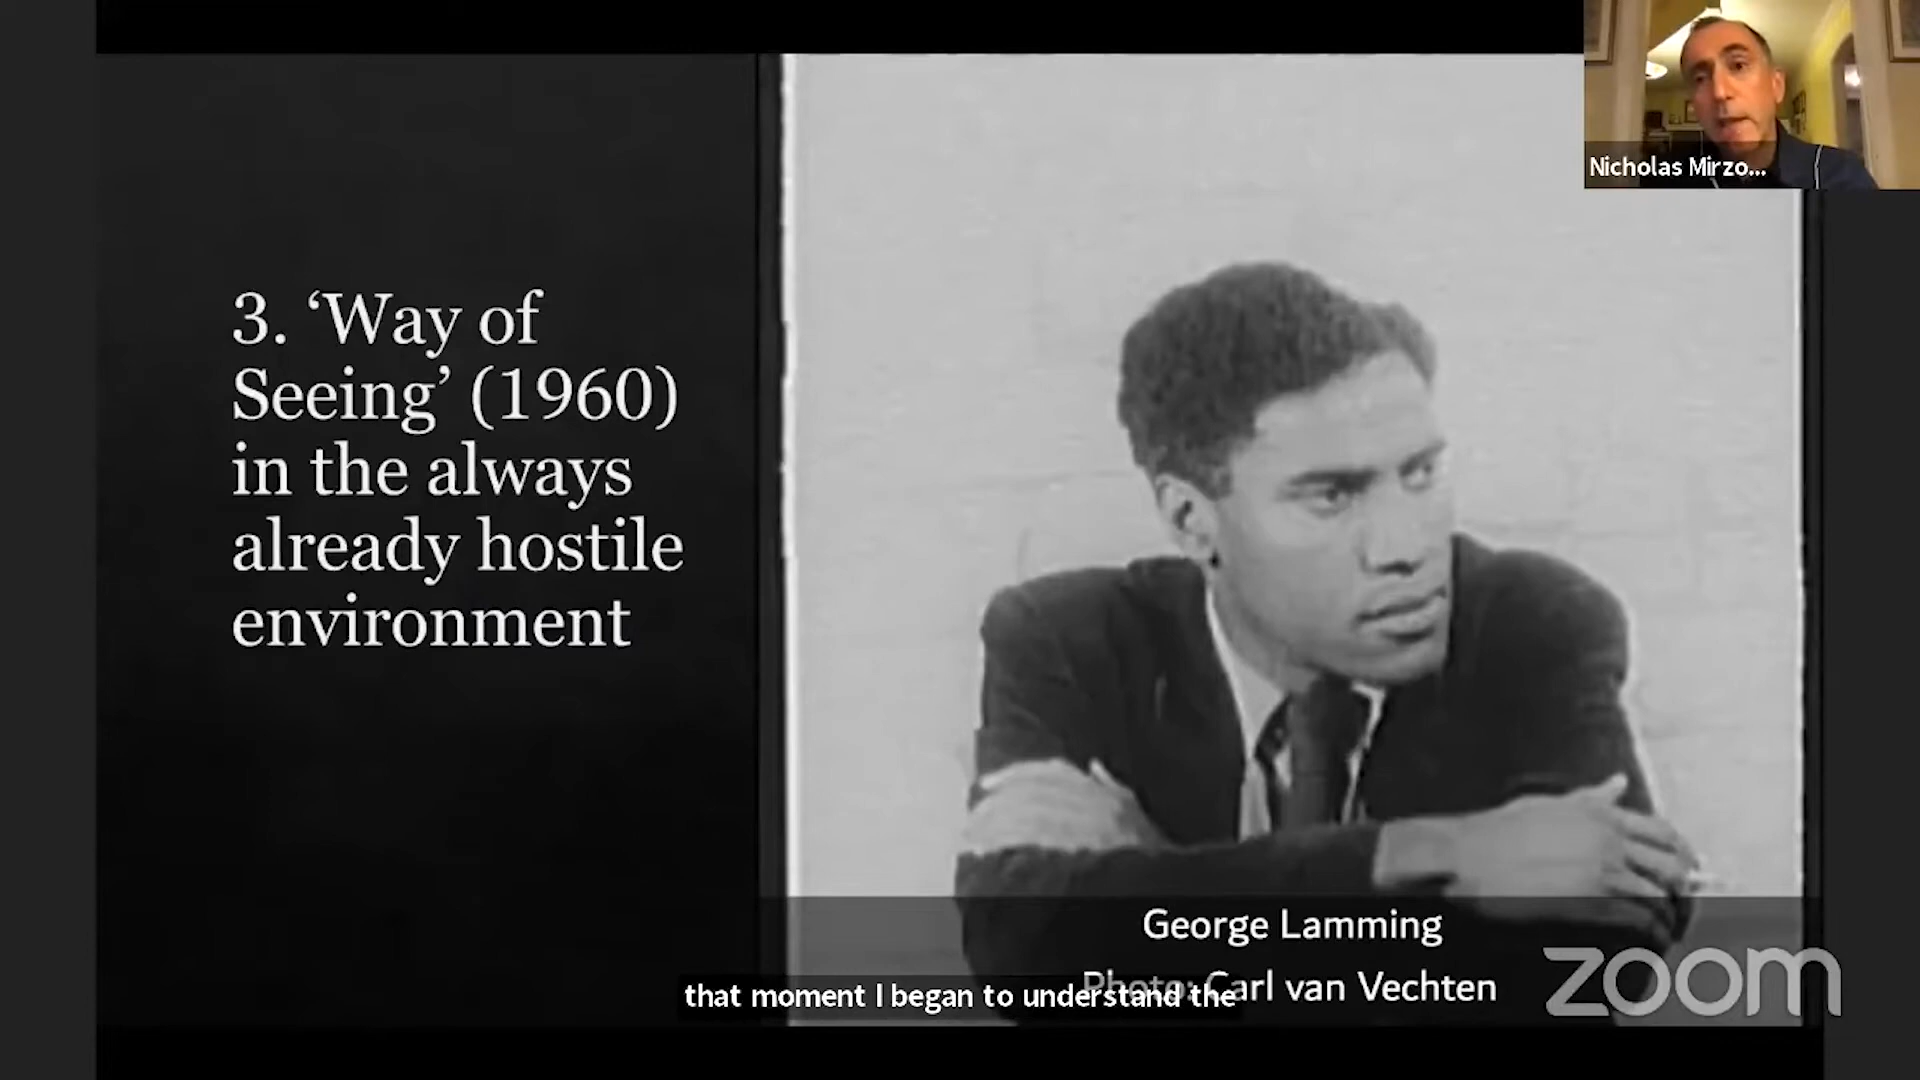 Nicholas Mirzo...
3. ‘Way of
Seeing’ (1960)
in the always
already hostile
environment
George Lamming
Photo: Carl van Vechten
that moment I began to understand the
zoom